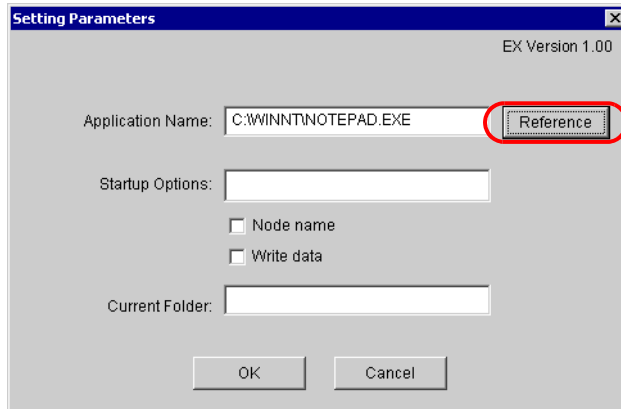 Setting Parameters
EX Version 1.00
Application Name: C:\WINNT\NOTEPAD.EXE Reference
Startup Options:
Node name
Write data
Current Folder:
OK Cancel